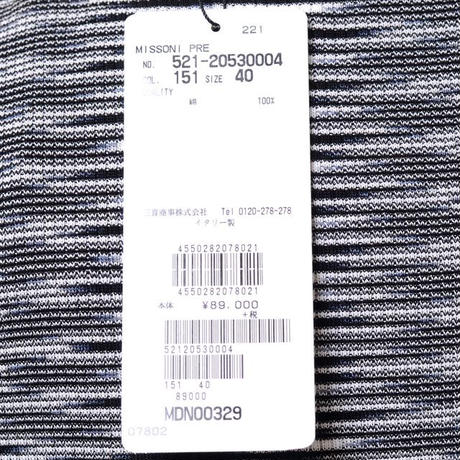 221
MISSONI PRE
NO. 521-20530004
COL. 151 SIZE 40
QUALITY
綿 100%
三喜商事株式会社 Tel 0120-278-278
イタリー製
4550282078021
4550282078021
本体 ¥89,000
+税
52120530004
151 40
89000
MDN00329
07802